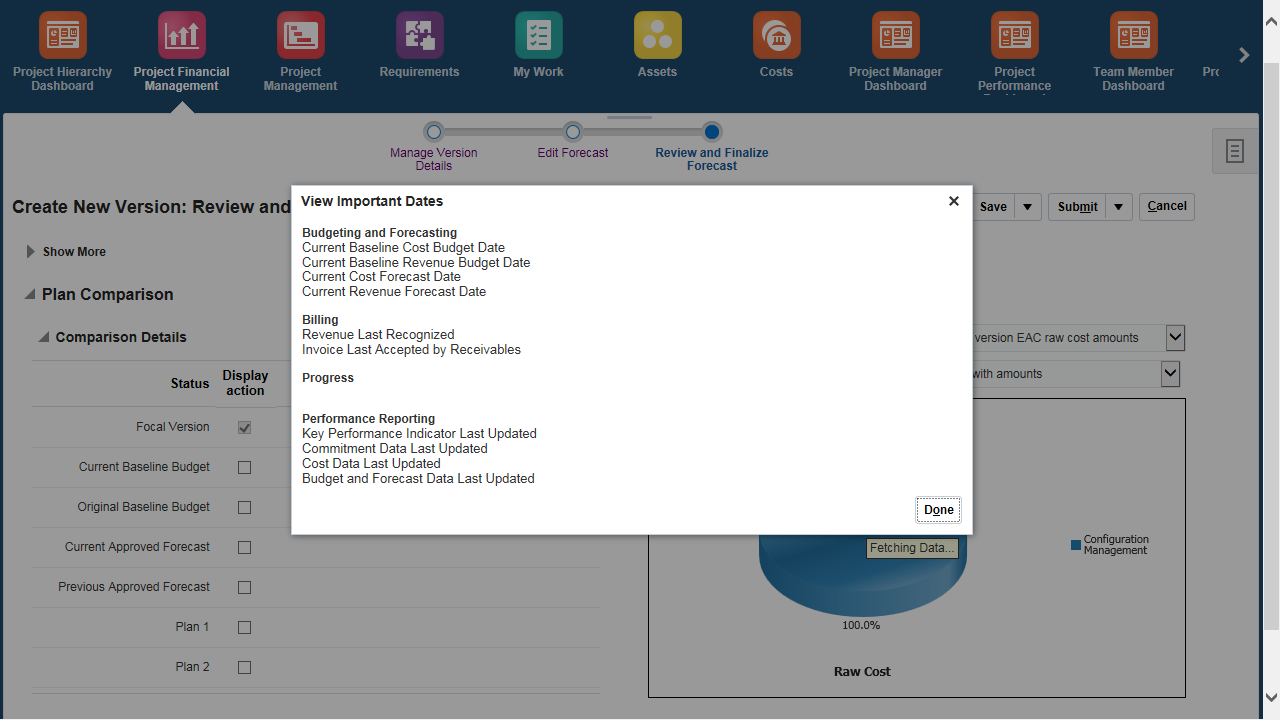 Project Hierarchy
Dashboard
Project Financial
Management
Project
Management
Requirements
My Work
Assets
Costs
Project Manager
Dashboard
Project
Performance
Team Member
Dashboard
Manage Version
Details
Edit Forecast
Review and Finalize
Forecast
Create New Version: Review and
Save
Submit
Cancel
Show More
Plan Comparison
Comparison Details
version EAC raw cost amounts
with amounts
Status
Display
action
Focal Version
Current Baseline Budget
Original Baseline Budget
Current Approved Forecast
Previous Approved Forecast
Plan 1
Plan 2
View Important Dates
Budgeting and Forecasting
Current Baseline Cost Budget Date
Current Baseline Revenue Budget Date
Current Cost Forecast Date
Current Revenue Forecast Date
Billing
Revenue Last Recognized
Invoice Last Accepted by Receivables
Progress
Performance Reporting
Key Performance Indicator Last Updated
Commitment Data Last Updated
Cost Data Last Updated
Budget and Forecast Data Last Updated
Done
Fetching Data...
Configuration
Management
100.0%
Raw Cost